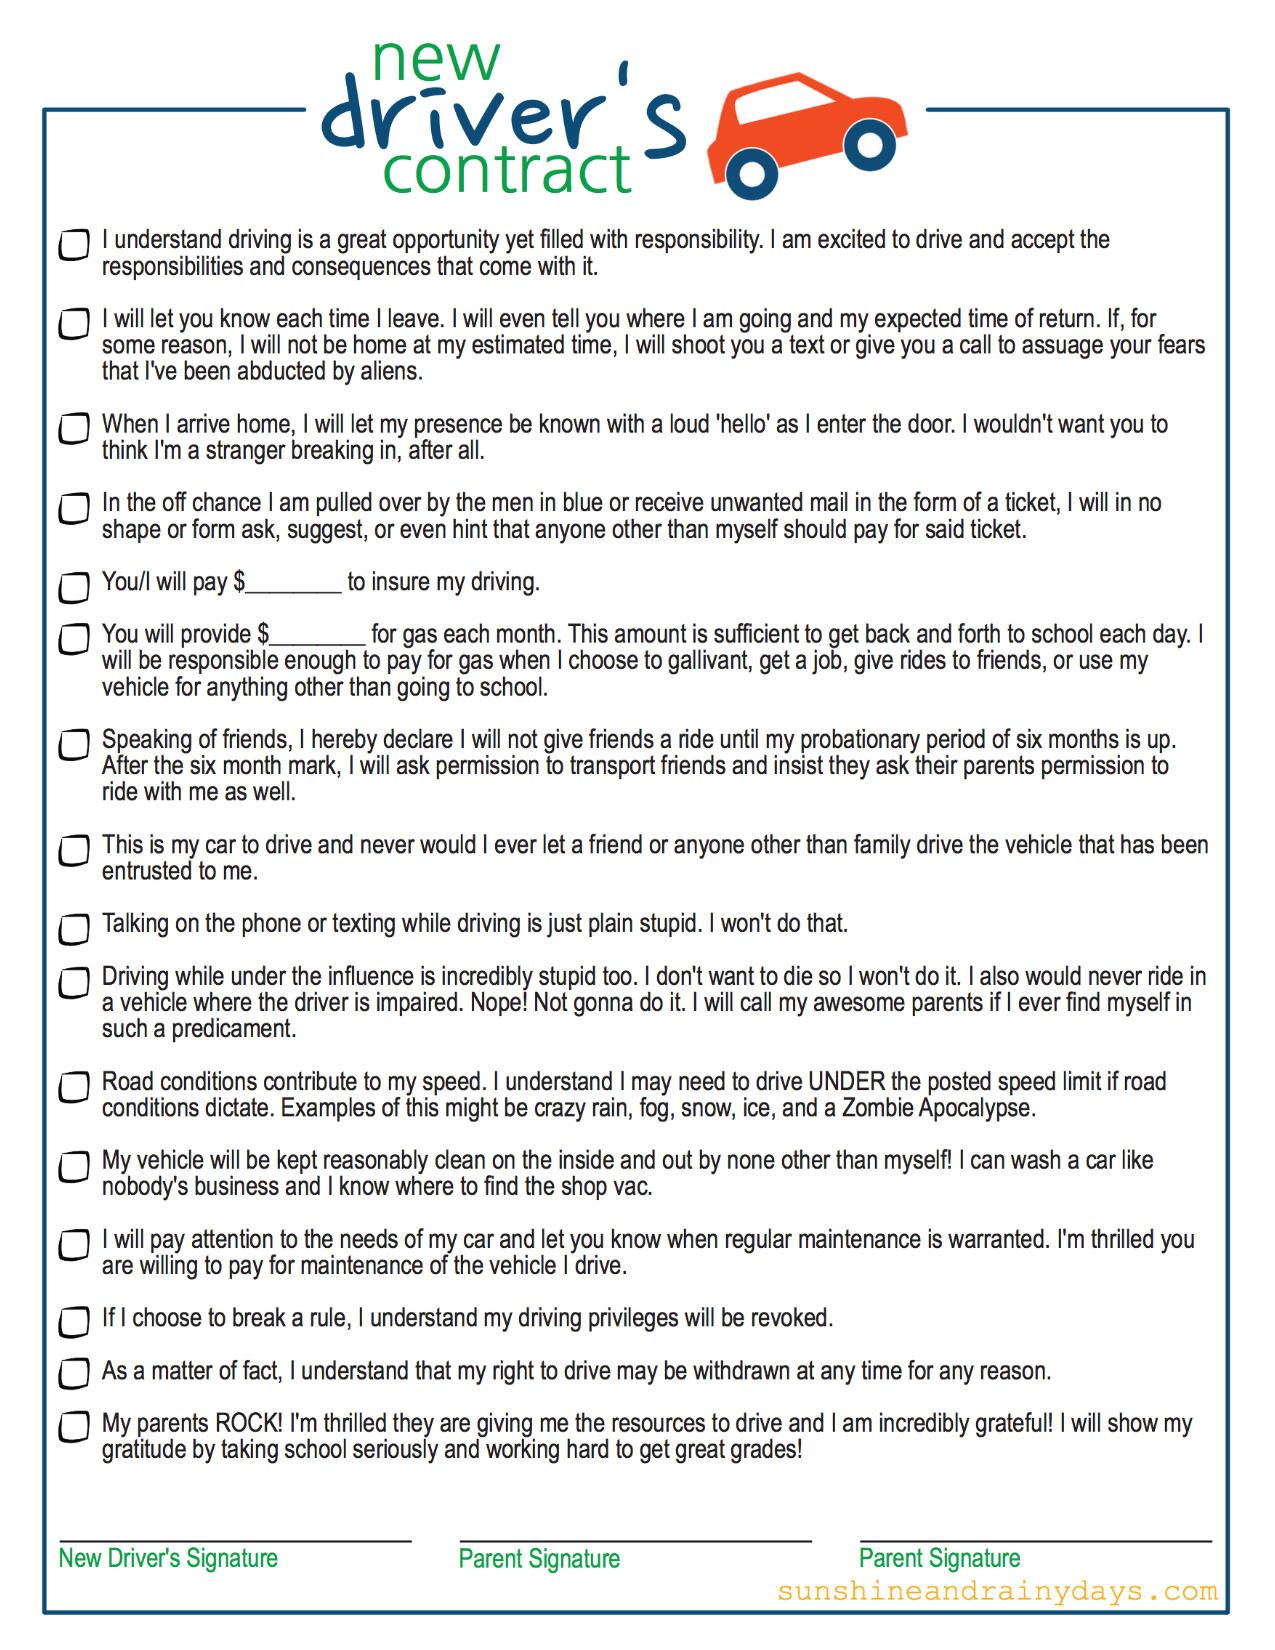 new
driver's
contract
I understand driving is a great opportunity yet filled with responsibility. I am excited to drive and accept the
responsibilities and consequences that come with it.
I will let you know each time I leave. I will even tell you where I am going and my expected time of return. If, for
some reason, I will not be home at my estimated time, I will shoot you a text or give you a call to assuage your fears
that I've been abducted by aliens.
When I arrive home, I will let my presence be known with a loud 'hello' as I enter the door. I wouldn't want you to
think I'm a stranger breaking in, after all.
In the off chance I am pulled over by the men in blue or receive unwanted mail in the form of a ticket, I will in no
shape or form ask, suggest, or even hint that anyone other than myself should pay for said ticket.
You/I will pay $________ to insure my driving.
You will provide $________ for gas each month. This amount is sufficient to get back and forth to school each day. I
will be responsible enough to pay for gas when I choose to gallivant, get a job, give rides to friends, or use my
vehicle for anything other than going to school.
Speaking of friends, I hereby declare I will not give friends a ride until my probationary period of six months is up.
After the six month mark, I will ask permission to transport friends and insist they ask their parents permission to
ride with me as well.
This is my car to drive and never would I ever let a friend or anyone other than family drive the vehicle that has been
entrusted to me.
Talking on the phone or texting while driving is just plain stupid. I won't do that.
Driving while under the influence is incredibly stupid too. I don't want to die so I won't do it. I also would never ride in
a vehicle where the driver is impaired. Nope! Not gonna do it. I will call my awesome parents if I ever find myself in
such a predicament.
Road conditions contribute to my speed. I understand I may need to drive UNDER the posted speed limit if road
conditions dictate. Examples of this might be crazy rain, fog, snow, ice, and a Zombie Apocalypse.
My vehicle will be kept reasonably clean on the inside and out by none other than myself! I can wash a car like
nobody's business and I know where to find the shop vac.
I will pay attention to the needs of my car and let you know when regular maintenance is warranted. I'm thrilled you
are willing to pay for maintenance of the vehicle I drive.
If I choose to break a rule, I understand my driving privileges will be revoked.
As a matter of fact, I understand that my right to drive may be withdrawn at any time for any reason.
My parents ROCK! I'm thrilled they are giving me the resources to drive and I am incredibly grateful! I will show my
gratitude by taking school seriously and working hard to get great grades!
New Driver's Signature
Parent Signature
Parent Signature
sunshineandrainydays.com